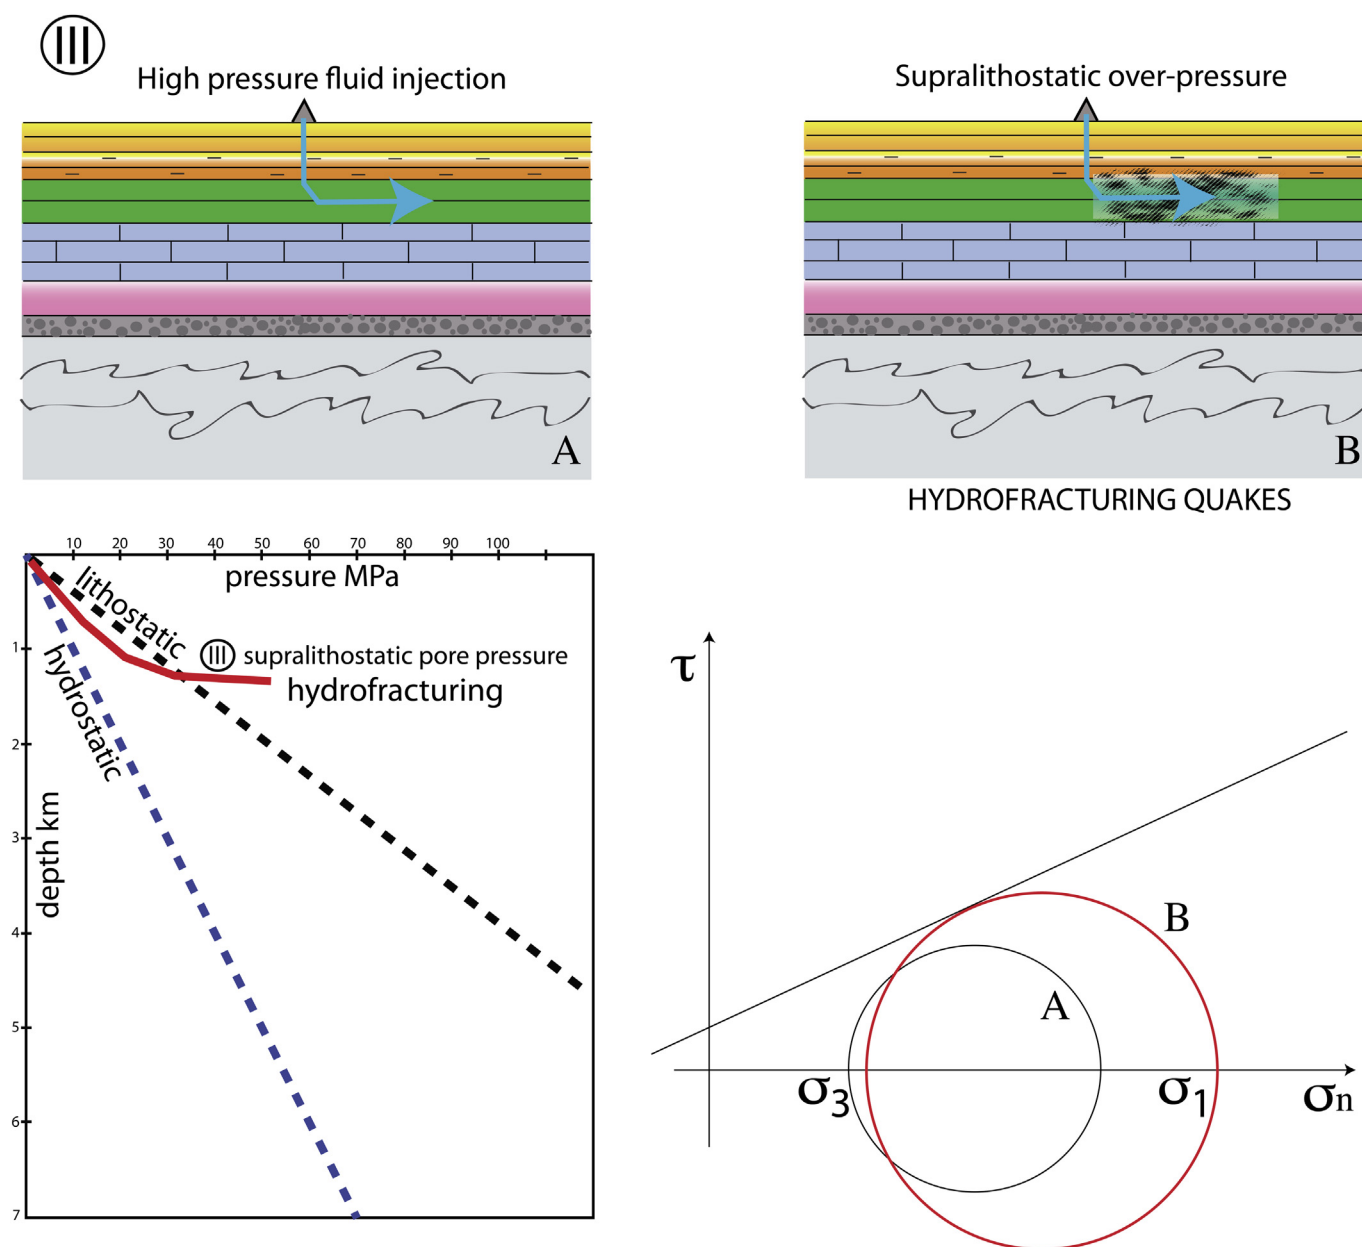 III
High pressure fluid injection
Supralithostatic over-pressure
A
B
HYDROFRACTURING QUAKES
10 20 30 40 50 60 70 80 90 100
pressure MPa
lithostatic
III supralithostatic pore pressure
hydrofracturing
hydrostatic
depth km
1
2
3
4
5
6
7
τ
B
A
σ3
σ1
σn